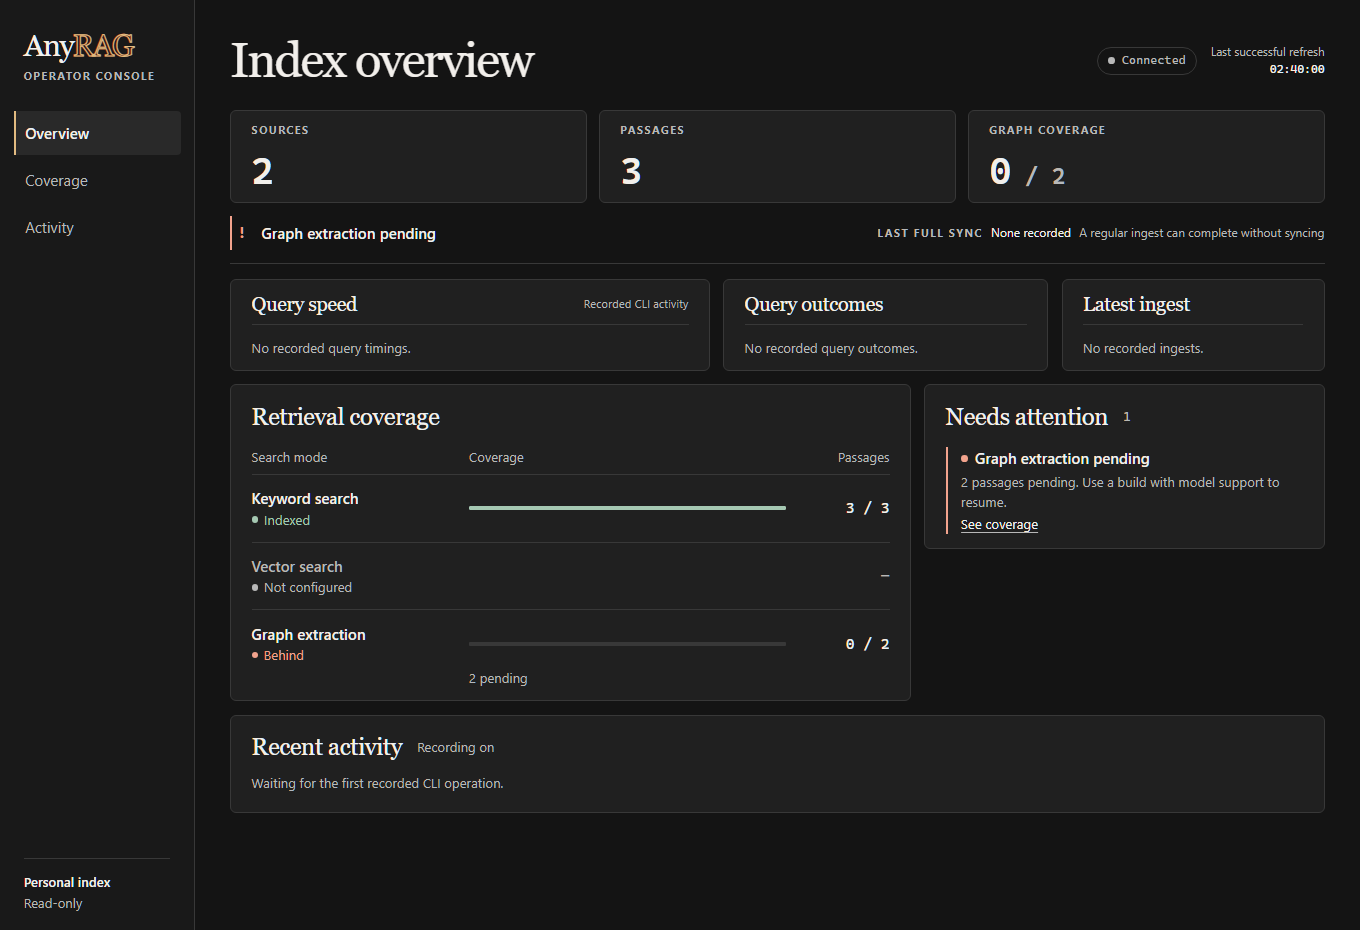 AnyRAG
OPERATOR CONSOLE
Overview
Coverage
Activity
Personal index
Read-only
Index overview
Connected
Last successful refresh
02:40:00
SOURCES
2
PASSAGES
3
GRAPH COVERAGE
0 / 2
! Graph extraction pending
LAST FULL SYNC None recorded A regular ingest can complete without syncing
Query speed
Recorded CLI activity
No recorded query timings.
Query outcomes
No recorded query outcomes.
Latest ingest
No recorded ingests.
Retrieval coverage
Search mode Coverage Passages
Keyword search
Indexed
3 / 3
Vector search
Not configured
–
Graph extraction
Behind
0 / 2
2 pending
Needs attention 1
Graph extraction pending
2 passages pending. Use a build with model support to
resume.
See coverage
Recent activity Recording on
Waiting for the first recorded CLI operation.